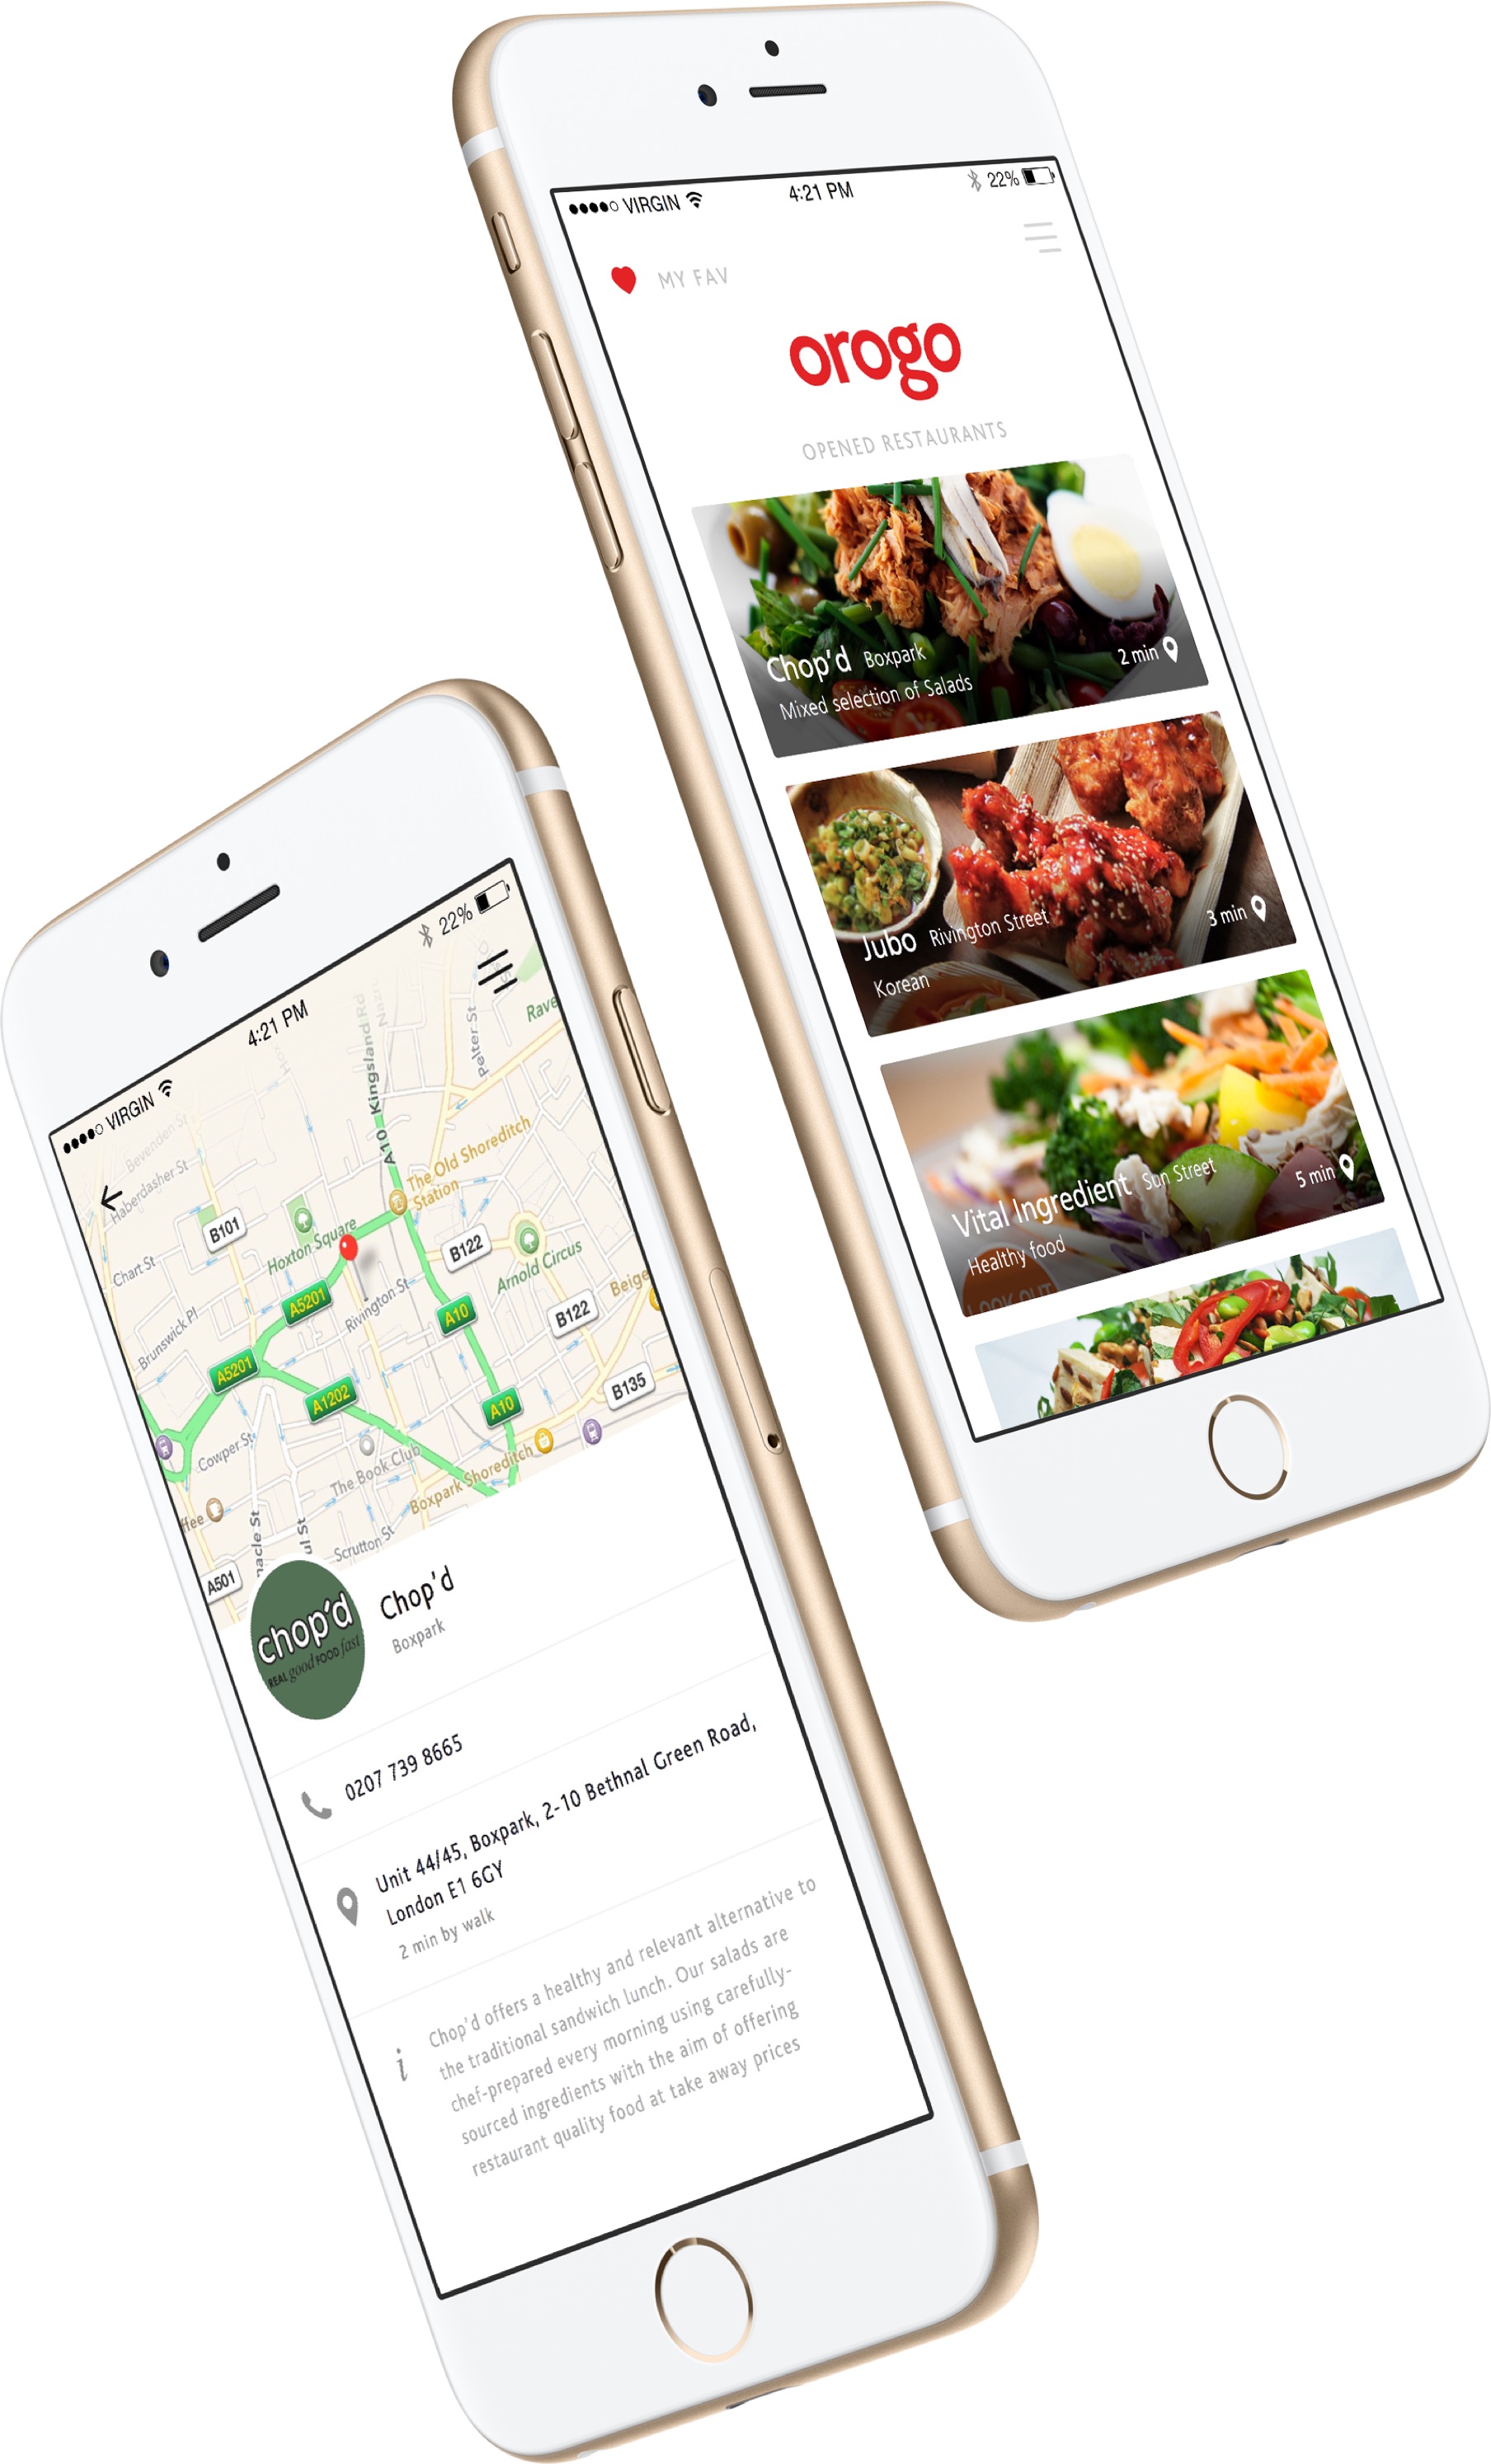 VIRGIN 4:21 PM 22%
MY FAV
orogo
OPENED RESTAURANTS
Chop'd Boxpark 2 min
Mixed selection of Salads
Jubo Rivington Street 3 min
Korean
Vital Ingredient Sun Street 5 min
Healthy food
LOOK OUT
VIRGIN 4:21 PM 22%
A10 Kingsland Rd
Pelter St
Rave
Bevenden St
Haberdasher St
The Old Shoreditch
Station
B101
Hoxton Square
B122
Arnold Circus
Chart St
A5201
Rivington St
A10
B122
Beige
Brunswick Pl
A5201
A1202
A10
B135
Cowper St
The Book Club
Boxpark Shoreditch
ffee
nacle St
ul St
Scrutton St
A501
chop'd
REAL good FOOD fast
Chop'd
Boxpark
0207 739 8665
Unit 44/45, Boxpark, 2-10 Bethnal Green Road,
London E1 6GY
2 min by walk
i
Chop'd offers a healthy and relevant alternative to
the traditional sandwich lunch. Our salads are
chef-prepared every morning using carefully-
sourced ingredients with the aim of offering
restaurant quality food at take away prices